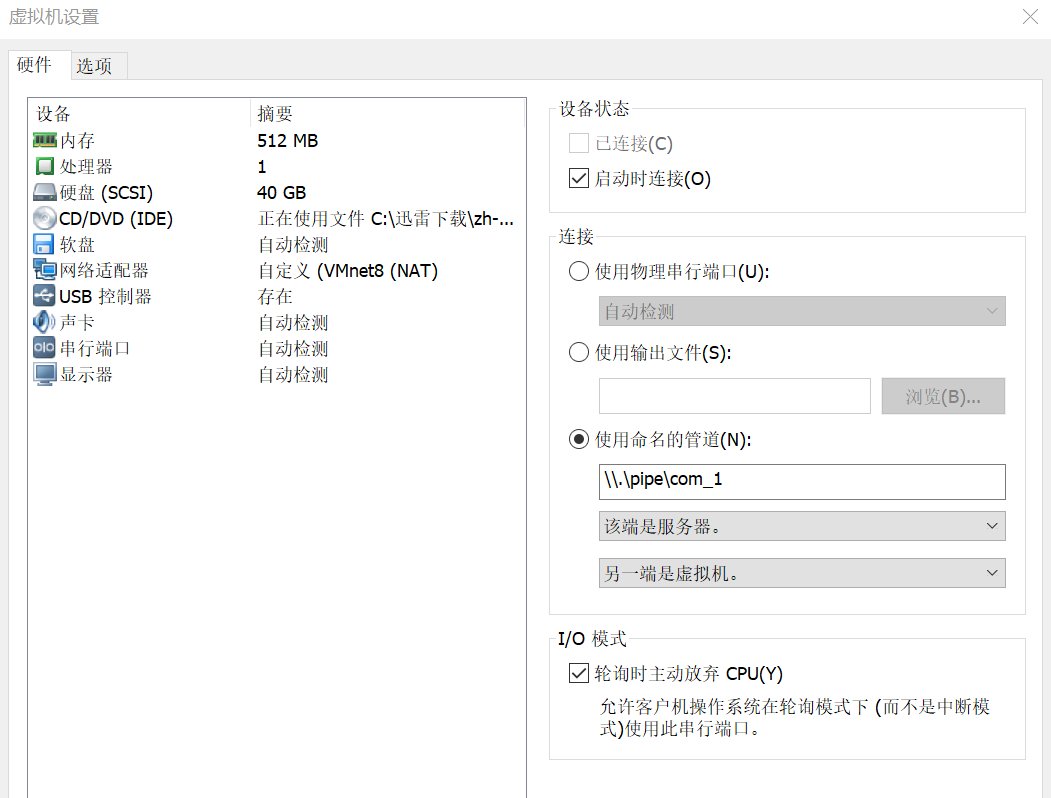 虚拟机设置
硬件 选项
设备 摘要
内存 512 MB
处理器 1
硬盘 (SCSI) 40 GB
CD/DVD (IDE) 正在使用文件 C:\迅雷下载\zh-...
软盘 自动检测
网络适配器 自定义 (VMnet8 (NAT)
USB 控制器 存在
声卡 自动检测
串行端口 自动检测
显示器 自动检测
设备状态
已连接(C)
启动时连接(O)
连接
使用物理串行端口(U):
自动检测
使用输出文件(S):
浏览(B)...
使用命名的管道(N):
\\.\pipe\com_1
该端是服务器。
另一端是虚拟机。
I/O 模式
轮询时主动放弃 CPU(Y)
允许客户机操作系统在轮询模式下 (而不是中断模
式)使用此串行端口。